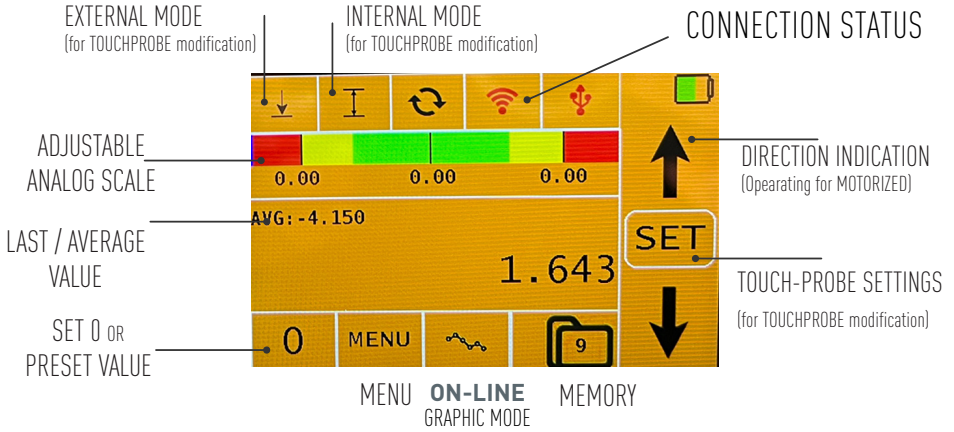 EXTERNAL MODE
(for TOUCHPROBE modification)
INTERNAL MODE
(for TOUCHPROBE modification)
CONNECTION STATUS
ADJUSTABLE
ANALOG SCALE
0.00 0.00 0.00
DIRECTION INDICATION
(Opearating for MOTORIZED)
AVG:-4.150
LAST / AVERAGE
VALUE
1.643
SET
TOUCH-PROBE SETTINGS
(for TOUCHPROBE modification)
SET 0 OR
PRESET VALUE
0 MENU 9
MENU ON-LINE MEMORY
GRAPHIC MODE